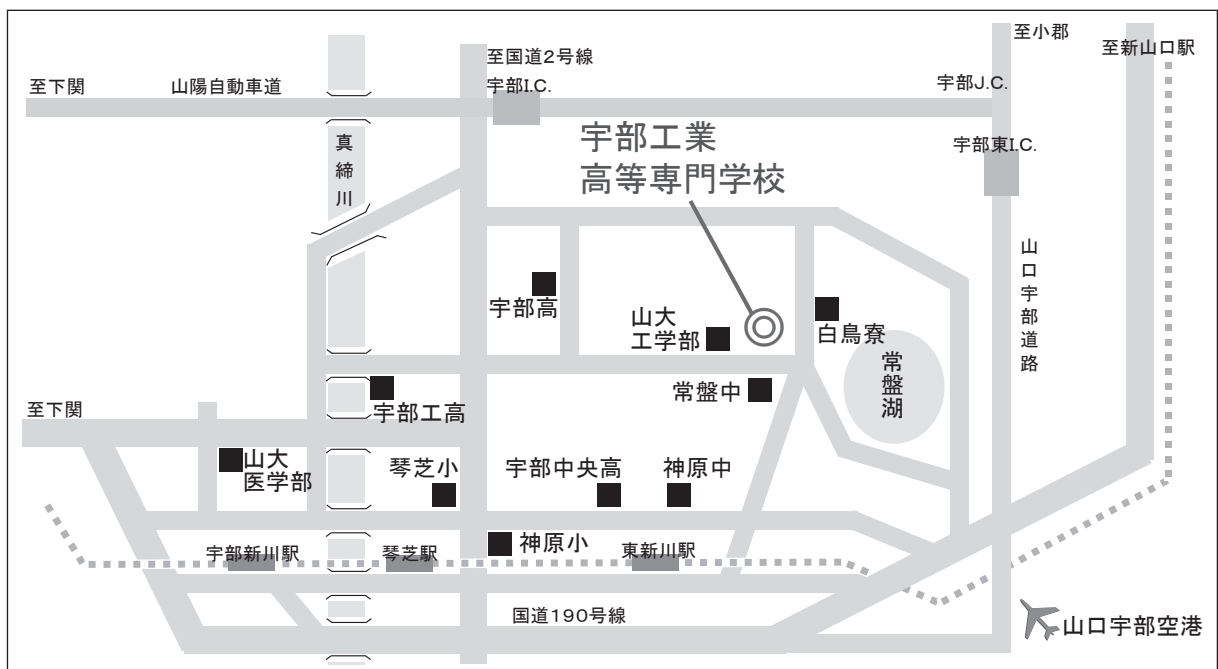 至小郡
至新山口駅
至国道2号線
至下関
山陽自動車道
宇部I.C.
宇部J.C.
宇部東I.C.
宇部工業
高等専門学校
真締川
山口宇部道路
宇部高
山大
工学部
白鳥寮
常盤湖
常盤中
至下関
宇部工高
山大
医学部
琴芝小
宇部中央高
神原中
宇部新川駅
琴芝駅
神原小
東新川駅
国道190号線
山口宇部空港